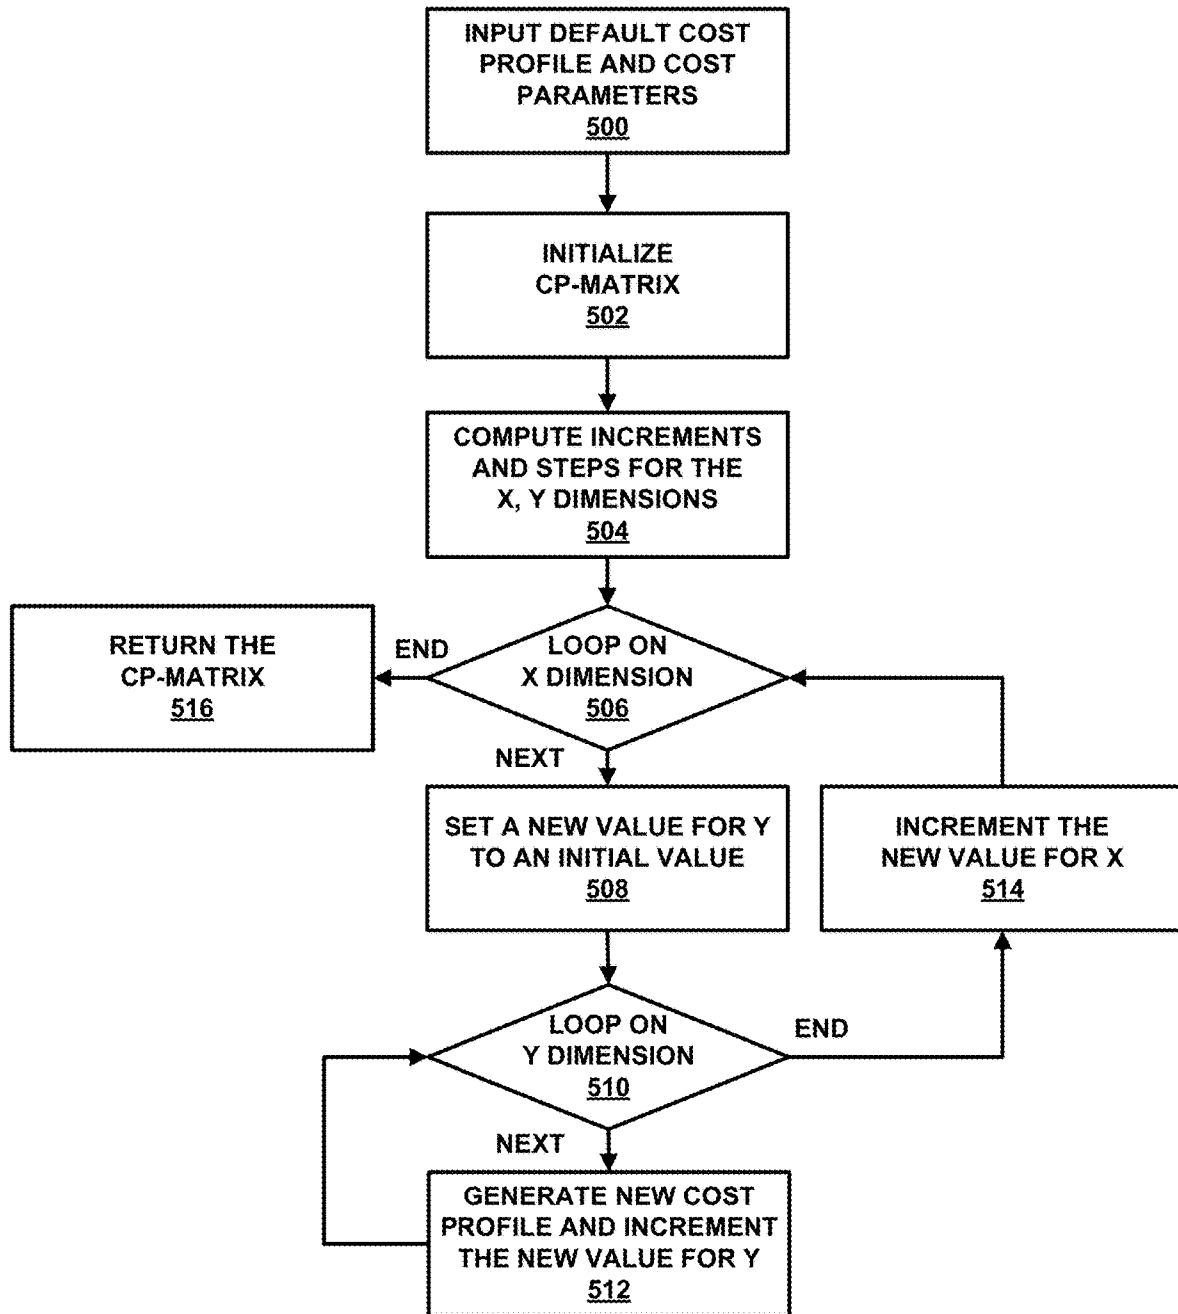 INPUT DEFAULT COST
PROFILE AND COST
PARAMETERS
500
INITIALIZE
CP-MATRIX
502
COMPUTE INCREMENTS
AND STEPS FOR THE
X, Y DIMENSIONS
504
RETURN THE
CP-MATRIX
516
END
LOOP ON
X DIMENSION
506
NEXT
SET A NEW VALUE FOR Y
TO AN INITIAL VALUE
508
INCREMENT THE
NEW VALUE FOR X
514
LOOP ON
Y DIMENSION
510
END
NEXT
GENERATE NEW COST
PROFILE AND INCREMENT
THE NEW VALUE FOR Y
512